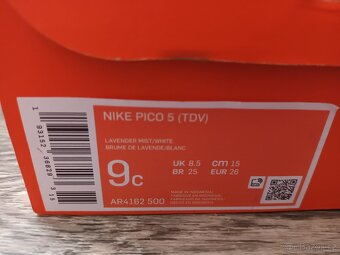 NIKE PICO 5 (TDV)
LAVENDER MIST/WHITE
BRUME DE LAVENDE/BLANC
9c
UK 8.5 cm 15
BR 25 EUR 26
AR4162 500
MADE IN INDONESIA